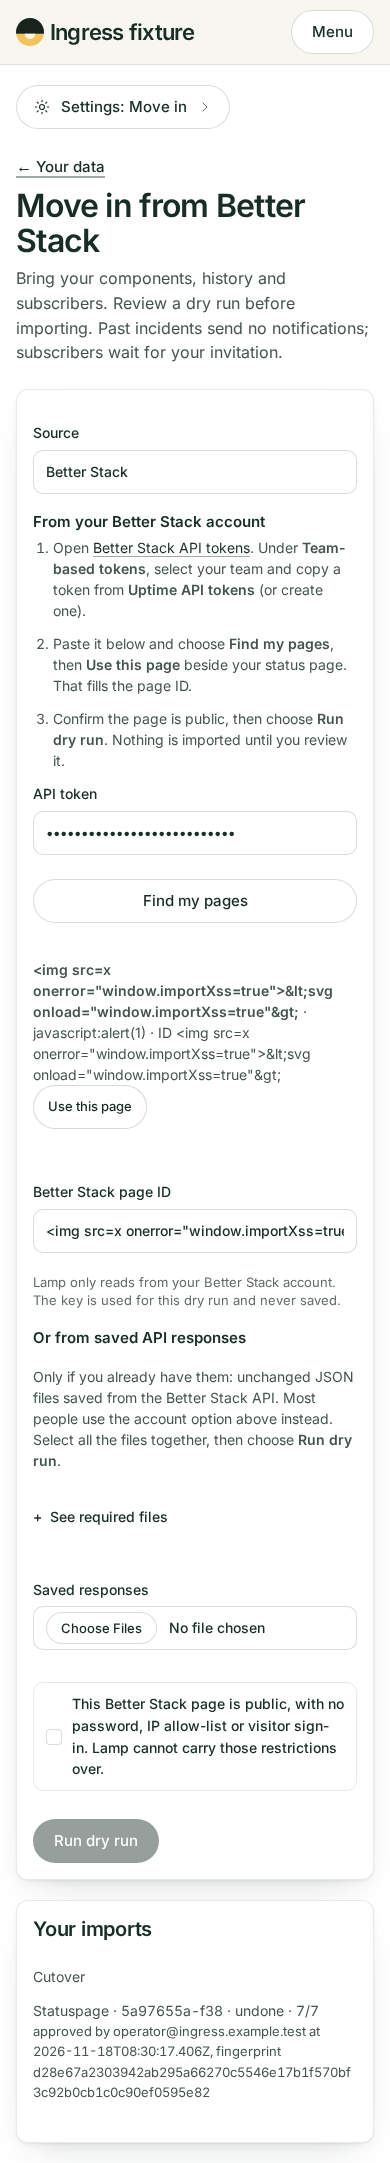 Ingress fixture
Menu
Settings: Move in
← Your data
Move in from Better
Stack
Bring your components, history and
subscribers. Review a dry run before
importing. Past incidents send no notifications;
subscribers wait for your invitation.
Source
Better Stack
From your Better Stack account
1. Open Better Stack API tokens. Under Team-
based tokens, select your team and copy a
token from Uptime API tokens (or create
one).
2. Paste it below and choose Find my pages,
then Use this page beside your status page.
That fills the page ID.
3. Confirm the page is public, then choose Run
dry run. Nothing is imported until you review
it.
API token
•••••••••••••••••••••••••••
Find my pages
<img src=x
onerror="window.importXss=true">&lt;svg
onload="window.importXss=true"&gt; ·
javascript:alert(1) · ID <img src=x
onerror="window.importXss=true">&lt;svg
onload="window.importXss=true"&gt;
Use this page
Better Stack page ID
<img src=x onerror="window.importXss=true
Lamp only reads from your Better Stack account.
The key is used for this dry run and never saved.
Or from saved API responses
Only if you already have them: unchanged JSON
files saved from the Better Stack API. Most
people use the account option above instead.
Select all the files together, then choose Run dry
run.
+ See required files
Saved responses
Choose Files No file chosen
This Better Stack page is public, with no
password, IP allow-list or visitor sign-
in. Lamp cannot carry those restrictions
over.
Run dry run
Your imports
Cutover
Statuspage · 5a97655a-f38 · undone · 7/7
approved by operator@ingress.example.test at
2026-11-18T08:30:17.406Z, fingerprint
d28e67a2303942ab295a66270c5546e17b1f570bf
3c92b0cb1c0c90ef0595e82